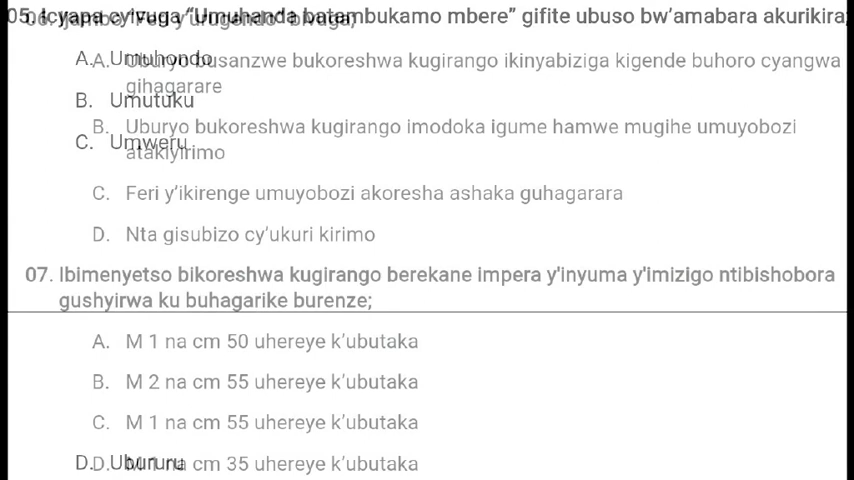 05. Icyapa cyivuga “Umuhanda batambukamo mbere” gifite ubuso bw’amabara akurikira;
A. Umuhondo
B. Umutuku
C. Umweru
D. Ubururu
A. Uburyo busanzwe bukoreshwa kugirango ikinyabiziga kigende buhoro cyangwa
gihagarare
B. Uburyo bukoreshwa kugirango imodoka igume hamwe mugihe umuyobozi
atakiyirimo
C. Feri y’ikirenge umuyobozi akoresha ashaka guhagarara
D. Nta gisubizo cy’ukuri kirimo
07. Ibimenyetso bikoreshwa kugirango berekane impera y'inyuma y'imizigo ntibishobora
gushyirwa ku buhagarike burenze;
A. M 1 na cm 50 uhereye k’ubutaka
B. M 2 na cm 55 uhereye k’ubutaka
C. M 1 na cm 55 uhereye k’ubutaka
D. M 1 na cm 35 uhereye k’ubutaka